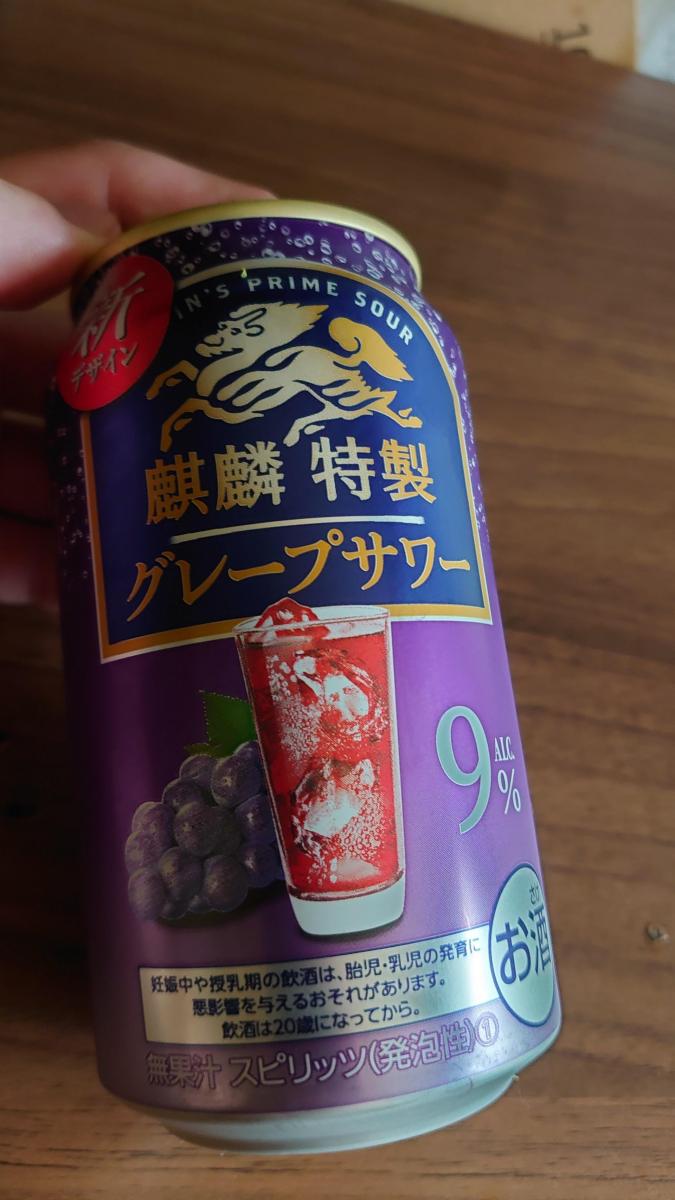 新
デザイン
IN'S PRIME SOUR
麒麟 特製
グレープサワー
9
ALC.
%
さけ
お酒
妊娠中や授乳期の飲酒は、胎児・乳児の発育に
悪影響を与えるおそれがあります。
飲酒は20歳になってから。
無果汁 スピリッツ(発泡性)①